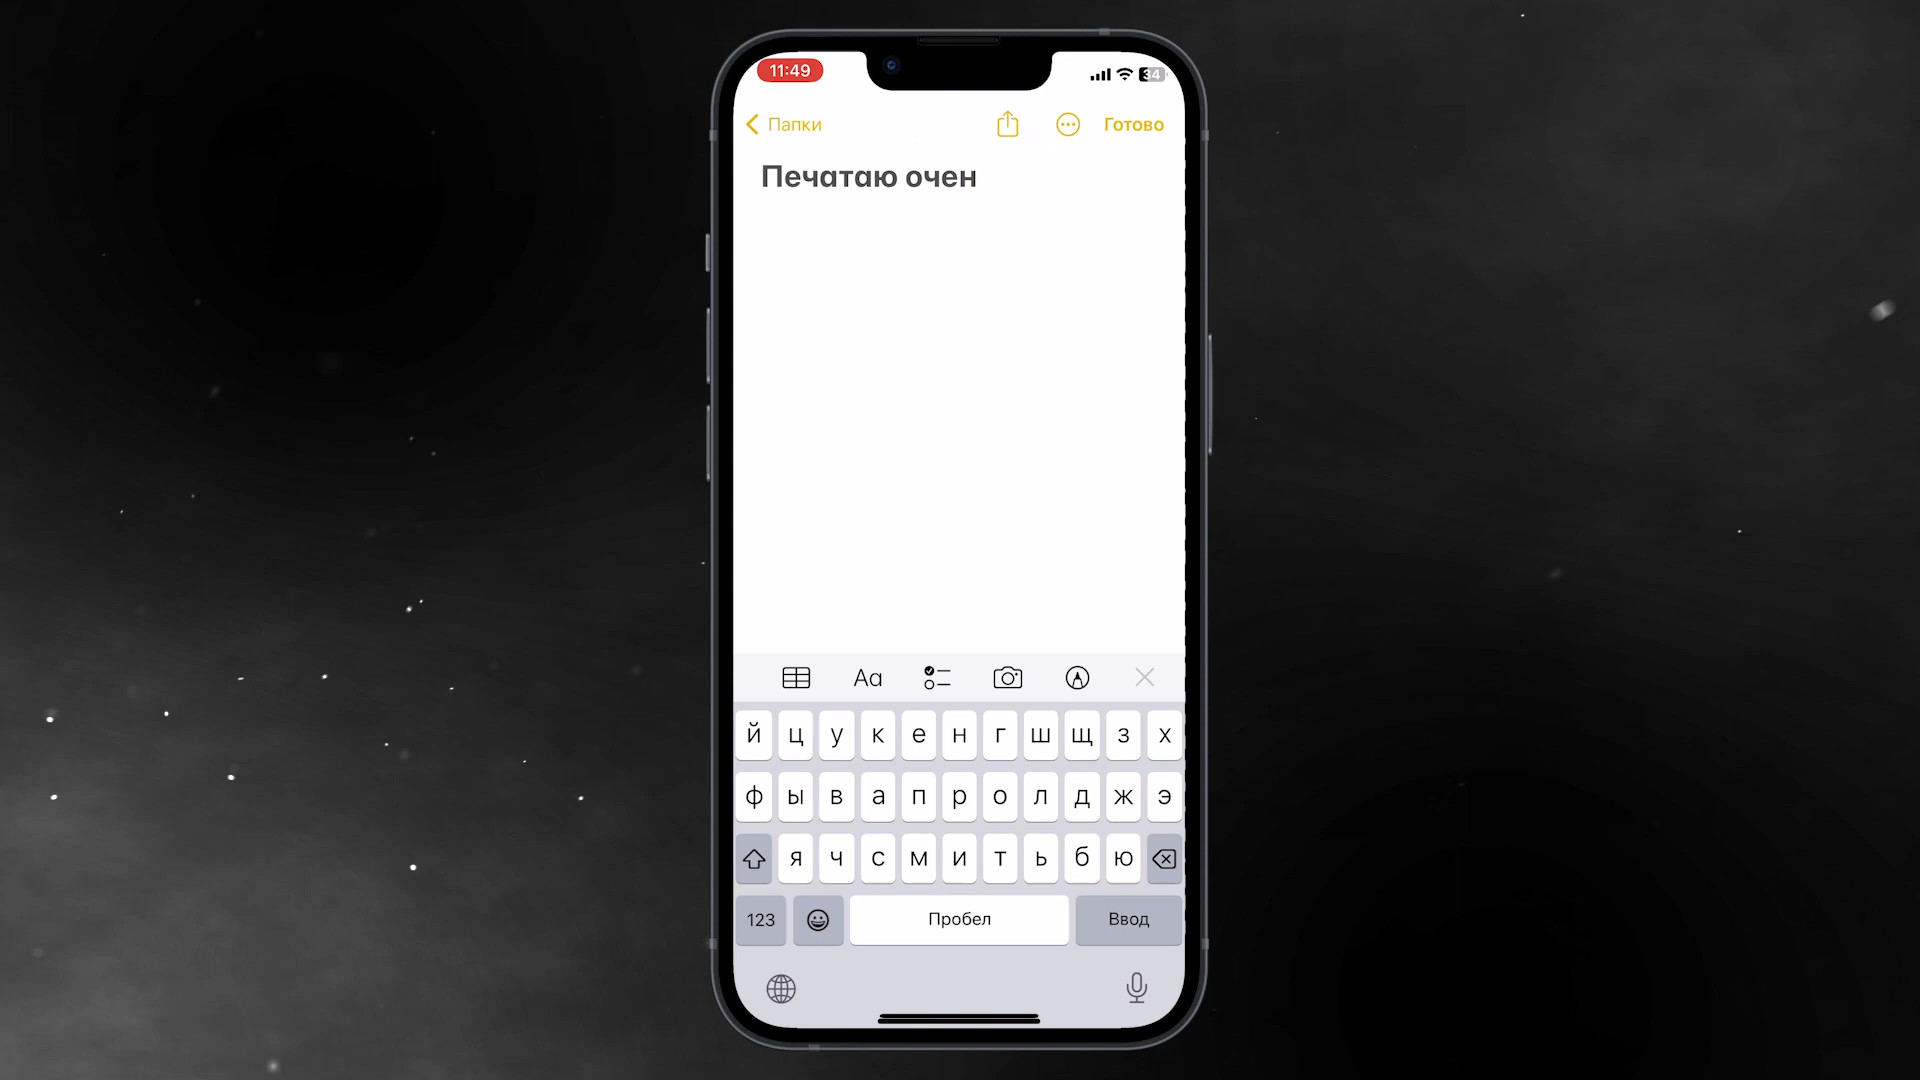 11:49
34
Папки
Готово
Печатаю очен
Aa
й ц у к е н г ш щ з х
ф ы в а п р о л д ж э
я ч с м и т ь б ю
123 Пробел Ввод